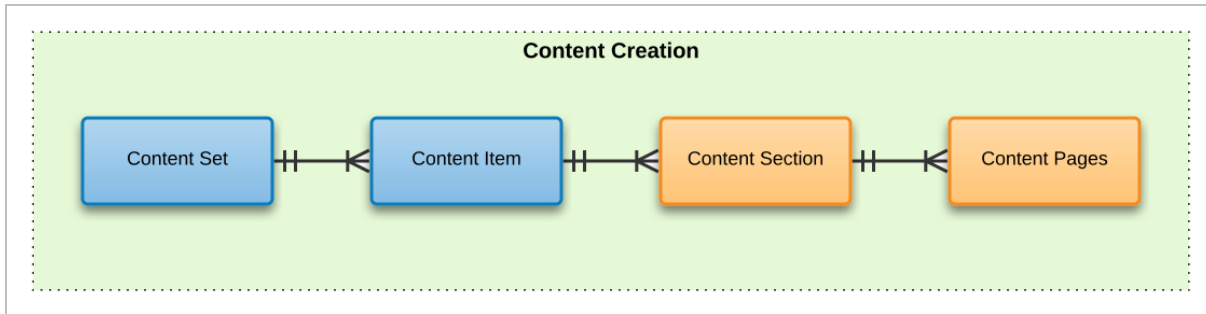 Content Creation
Content Set
Content Item
Content Section
Content Pages